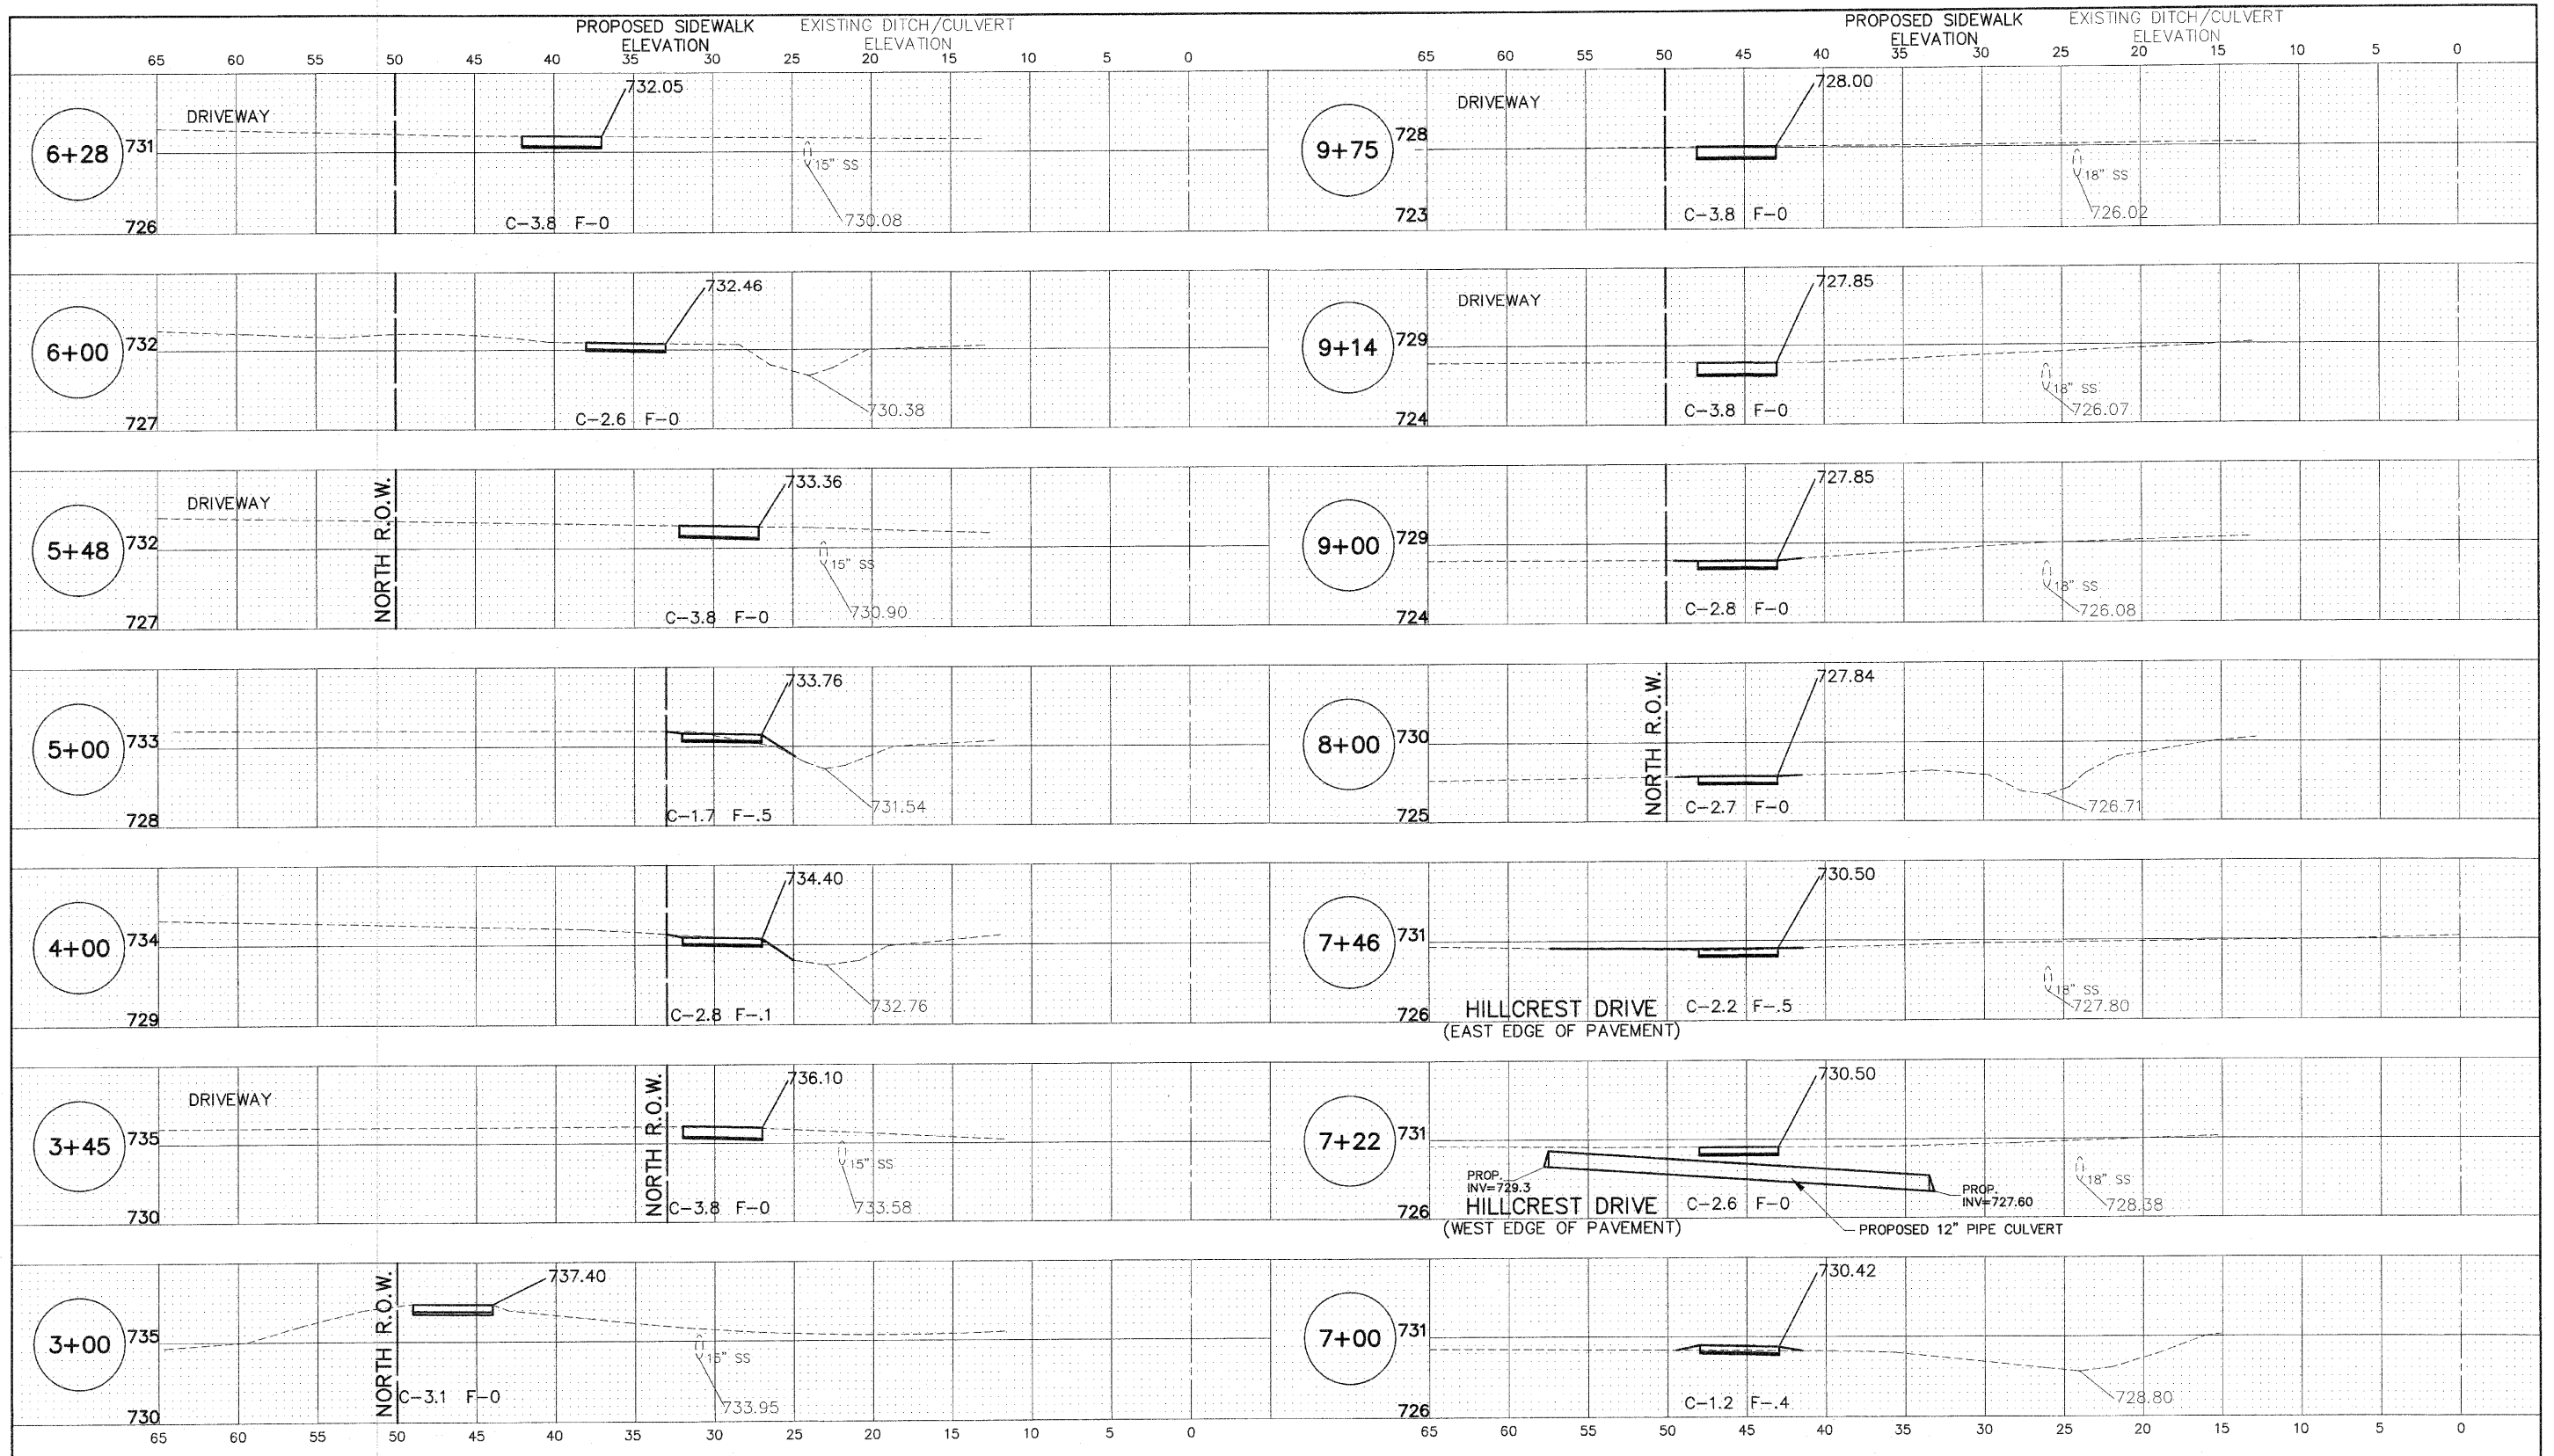 PROPOSED SIDEWALK ELEVATION
EXISTING DITCH/CULVERT ELEVATION
65 60 55 50 45 40 35 30 25 20 15 10 5 0
6+28
731
726
DRIVEWAY
732.05
15" SS
730.08
C-3.8 F-0
6+00
732
727
732.46
730.38
C-2.6 F-0
5+48
732
727
DRIVEWAY
NORTH R.O.W.
733.36
15" SS
730.90
C-3.8 F-0
5+00
733
728
733.76
731.54
C-1.7 F-.5
4+00
734
729
734.40
732.76
C-2.8 F-.1
3+45
735
730
DRIVEWAY
NORTH R.O.W.
736.10
15" SS
733.58
C-3.8 F-0
3+00
735
730
NORTH R.O.W.
737.40
15" SS
733.95
C-3.1 F-0
65 60 55 50 45 40 35 30 25 20 15 10 5 0
PROPOSED SIDEWALK ELEVATION
EXISTING DITCH/CULVERT ELEVATION
65 60 55 50 45 40 35 30 25 20 15 10 5 0
9+75
728
723
DRIVEWAY
728.00
18" SS
726.02
C-3.8 F-0
9+14
729
724
DRIVEWAY
727.85
18" SS
726.07
C-3.8 F-0
9+00
729
724
727.85
18" SS
726.08
C-2.8 F-0
8+00
730
725
NORTH R.O.W.
727.84
726.71
C-2.7 F-0
7+46
731
726
730.50
18" SS
727.80
HILLCREST DRIVE
(EAST EDGE OF PAVEMENT)
C-2.2 F-.5
7+22
731
726
730.50
18" SS
728.38
PROP.
INV=729.3
PROP.
INV=727.60
HILLCREST DRIVE
(WEST EDGE OF PAVEMENT)
C-2.6 F-0
PROPOSED 12" PIPE CULVERT
7+00
731
726
730.42
728.80
C-1.2 F-.4
65 60 55 50 45 40 35 30 25 20 15 10 5 0